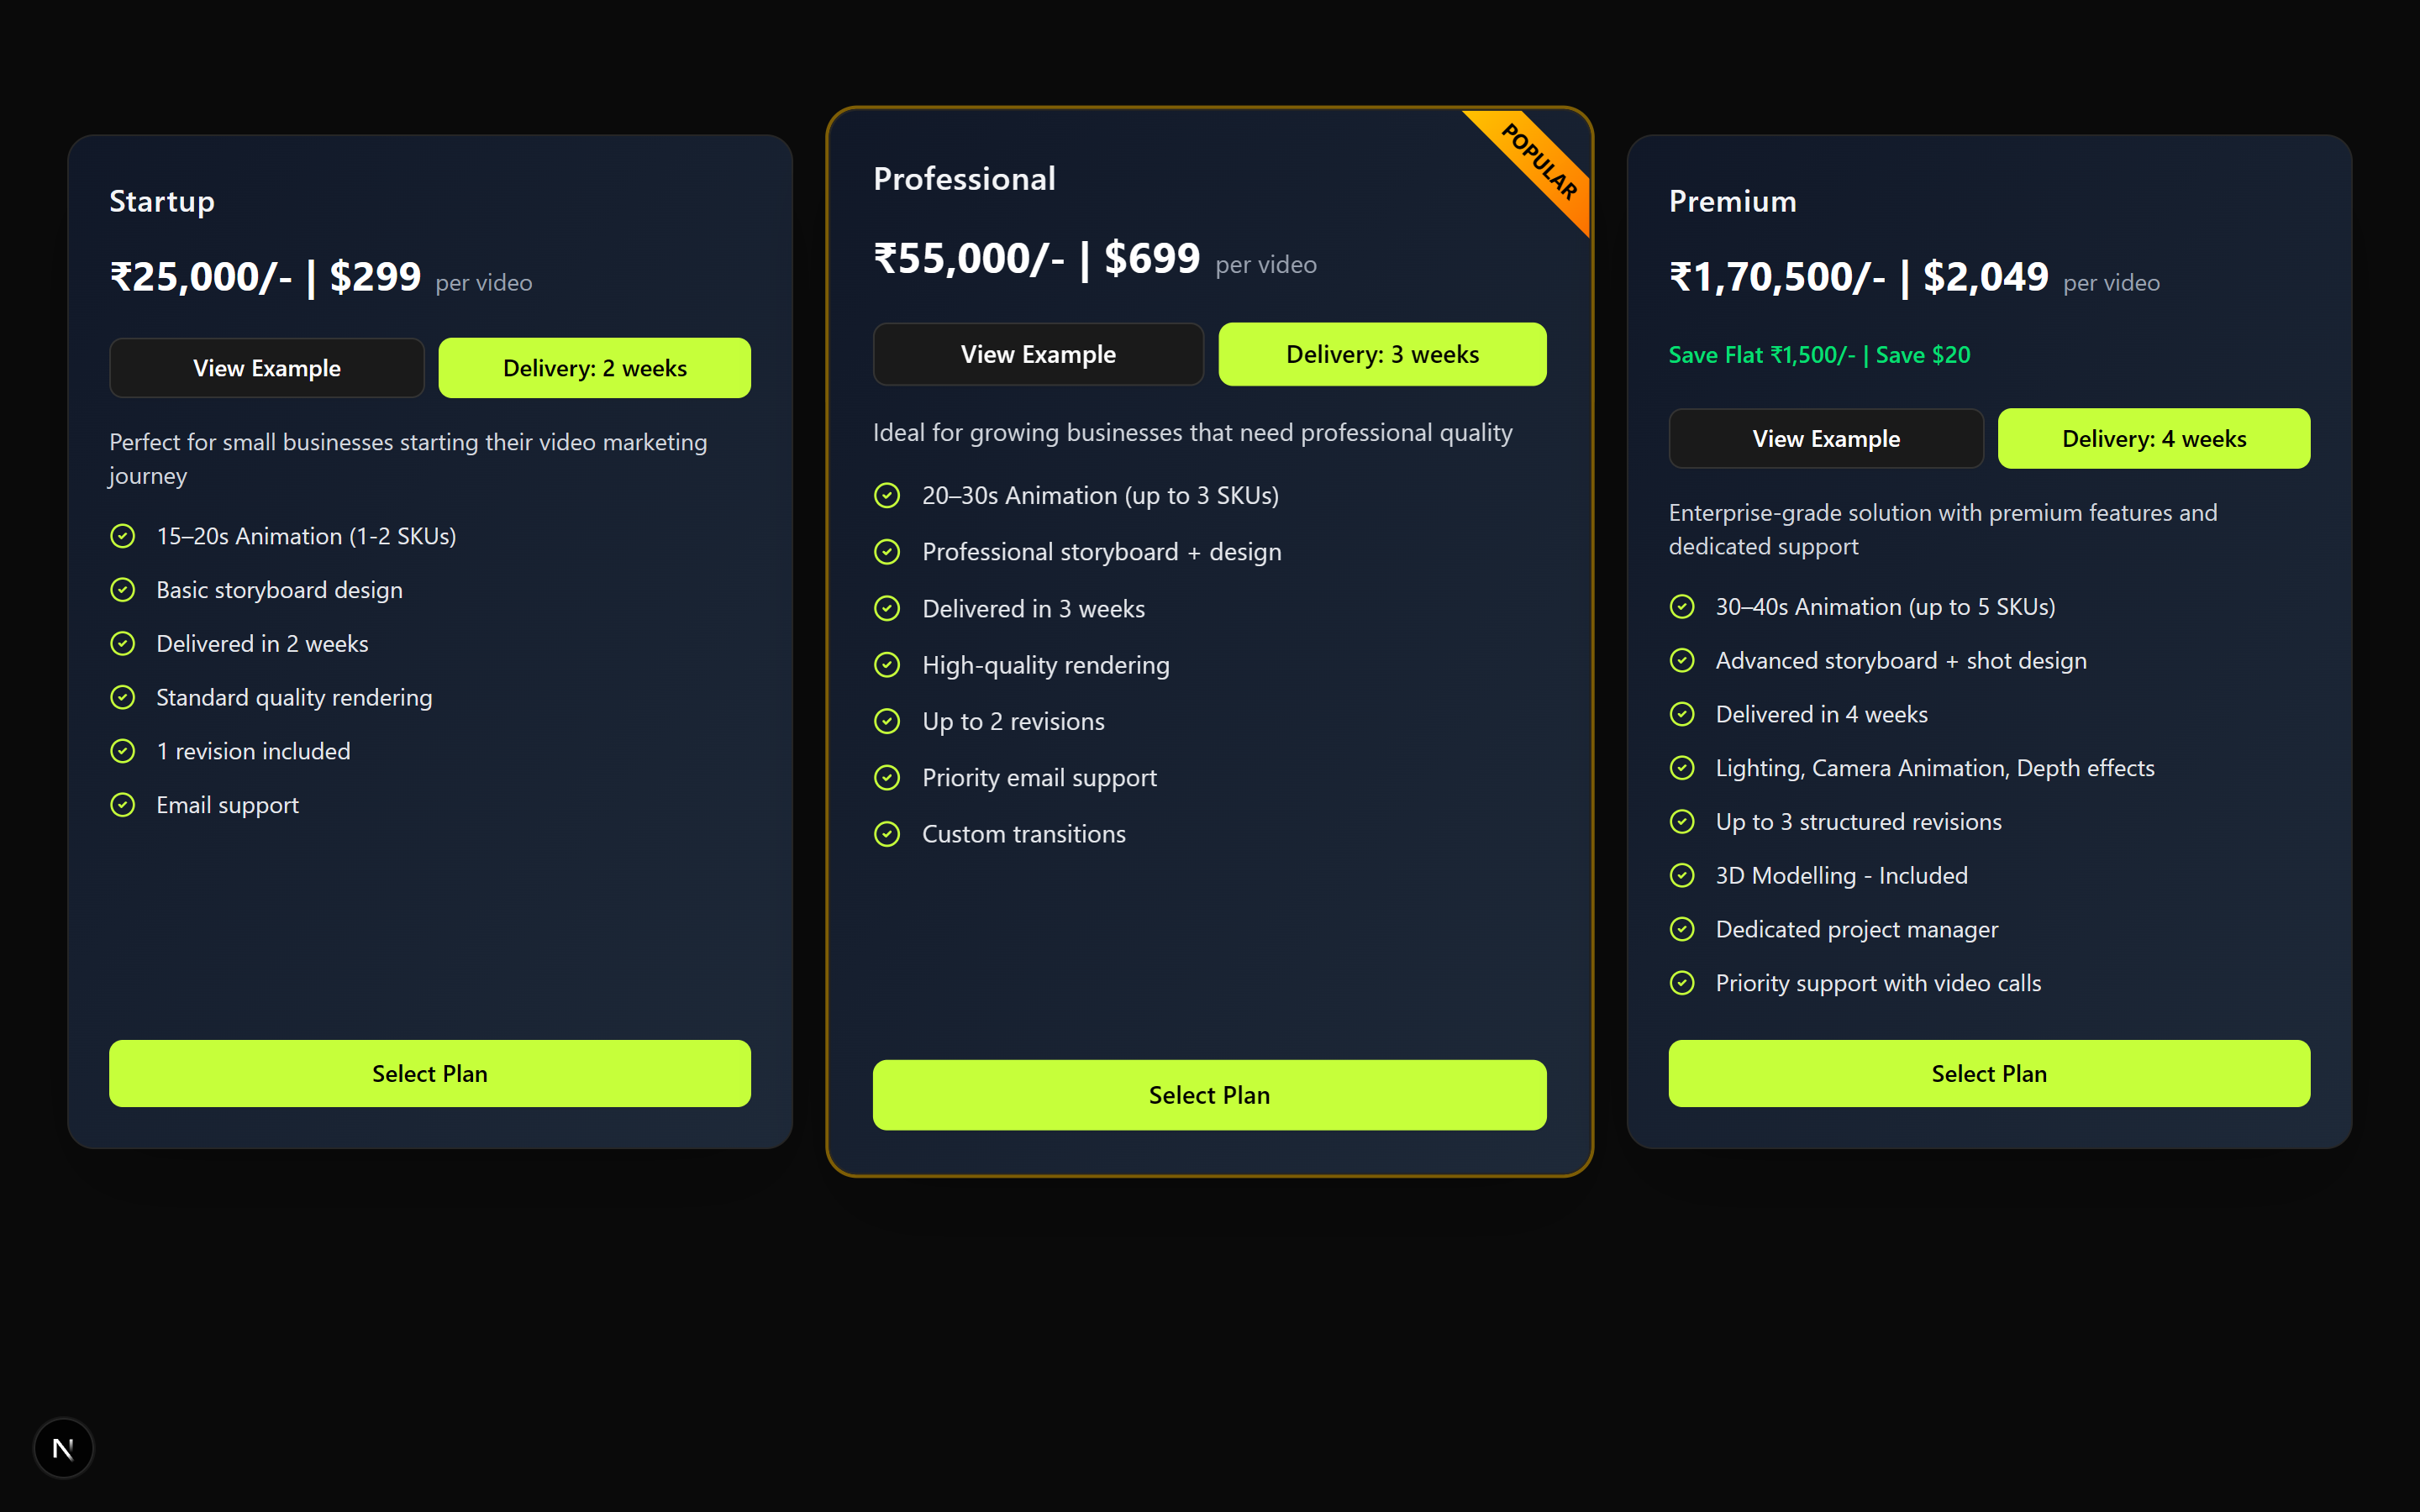 Startup
₹25,000/- | $299 per video
View Example
Delivery: 2 weeks
Perfect for small businesses starting their video marketing
journey
15–20s Animation (1-2 SKUs)
Basic storyboard design
Delivered in 2 weeks
Standard quality rendering
1 revision included
Email support
Select Plan
POPULAR
Professional
₹55,000/- | $699 per video
View Example
Delivery: 3 weeks
Ideal for growing businesses that need professional quality
20–30s Animation (up to 3 SKUs)
Professional storyboard + design
Delivered in 3 weeks
High-quality rendering
Up to 2 revisions
Priority email support
Custom transitions
Select Plan
Premium
₹1,70,500/- | $2,049 per video
Save Flat ₹1,500/- | Save $20
View Example
Delivery: 4 weeks
Enterprise-grade solution with premium features and
dedicated support
30–40s Animation (up to 5 SKUs)
Advanced storyboard + shot design
Delivered in 4 weeks
Lighting, Camera Animation, Depth effects
Up to 3 structured revisions
3D Modelling - Included
Dedicated project manager
Priority support with video calls
Select Plan
N